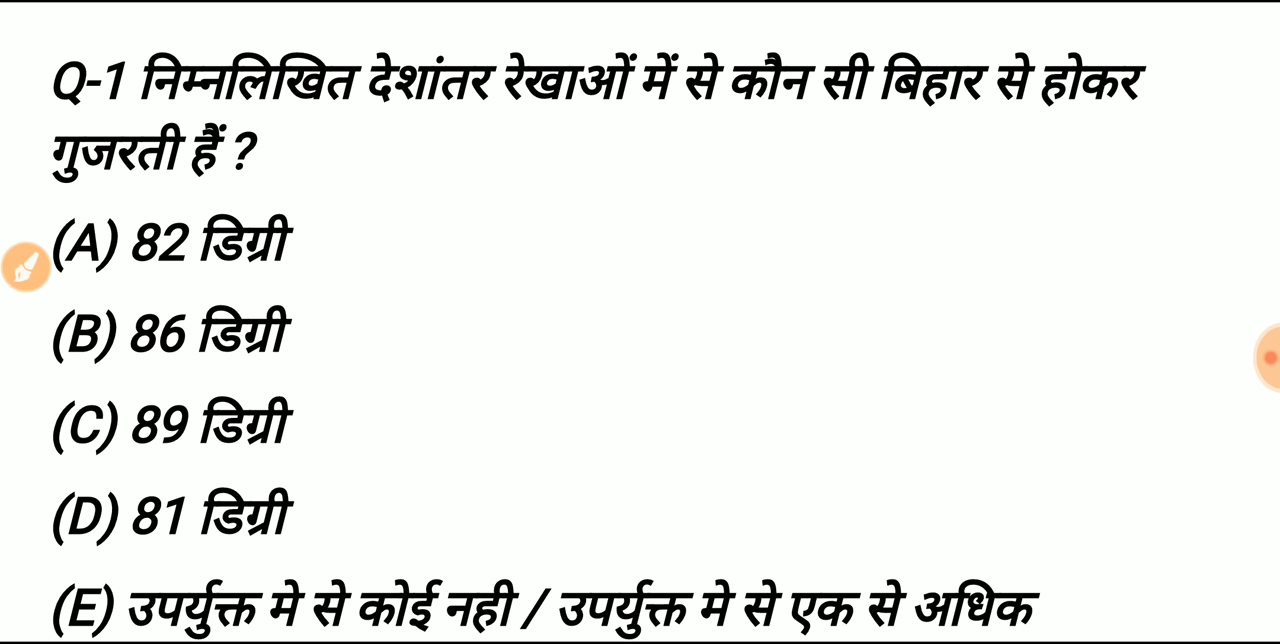 Q-1 निम्नलिखित देशांतर रेखाओं में से कौन सी बिहार से होकर
गुजरती हैं ?
(A) 82 डिग्री
(B) 86 डिग्री
(C) 89 डिग्री
(D) 81 डिग्री
(E) उपर्युक्त मे से कोई नही / उपर्युक्त मे से एक से अधिक